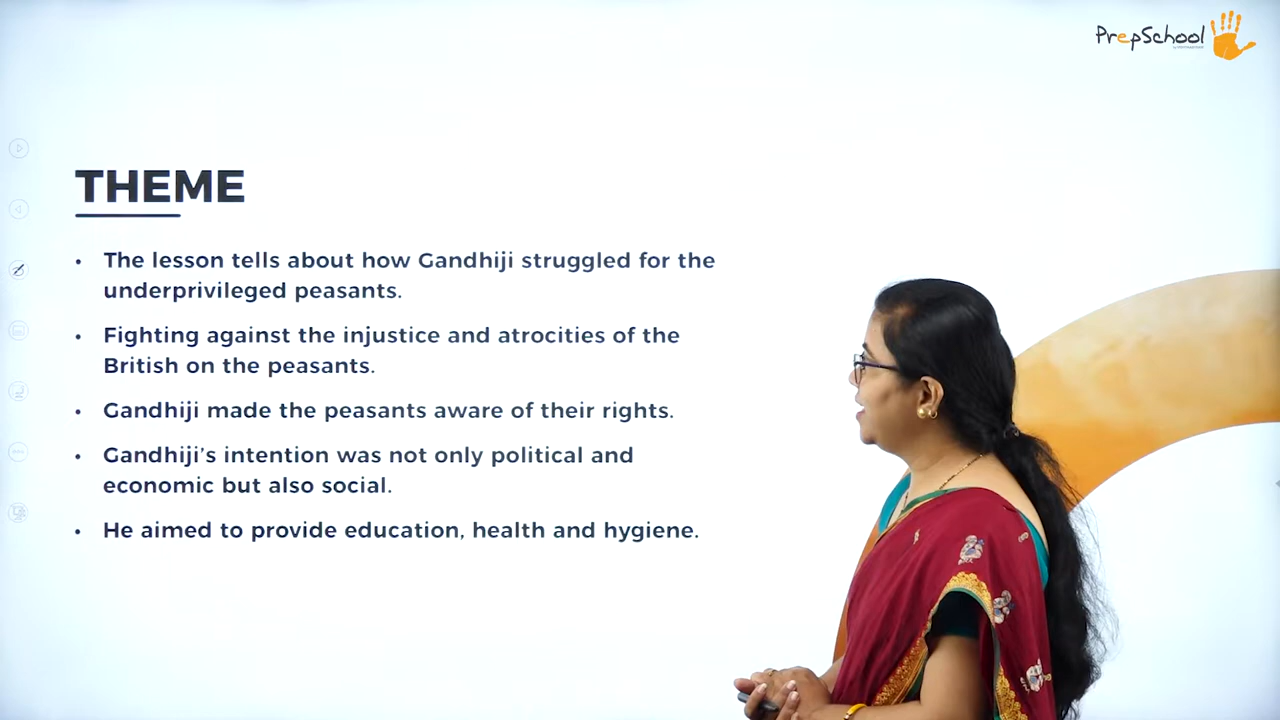 PrepSchool
THEME
• The lesson tells about how Gandhiji struggled for the
underprivileged peasants.
• Fighting against the injustice and atrocities of the
British on the peasants.
• Gandhiji made the peasants aware of their rights.
• Gandhiji’s intention was not only political and
economic but also social.
• He aimed to provide education, health and hygiene.